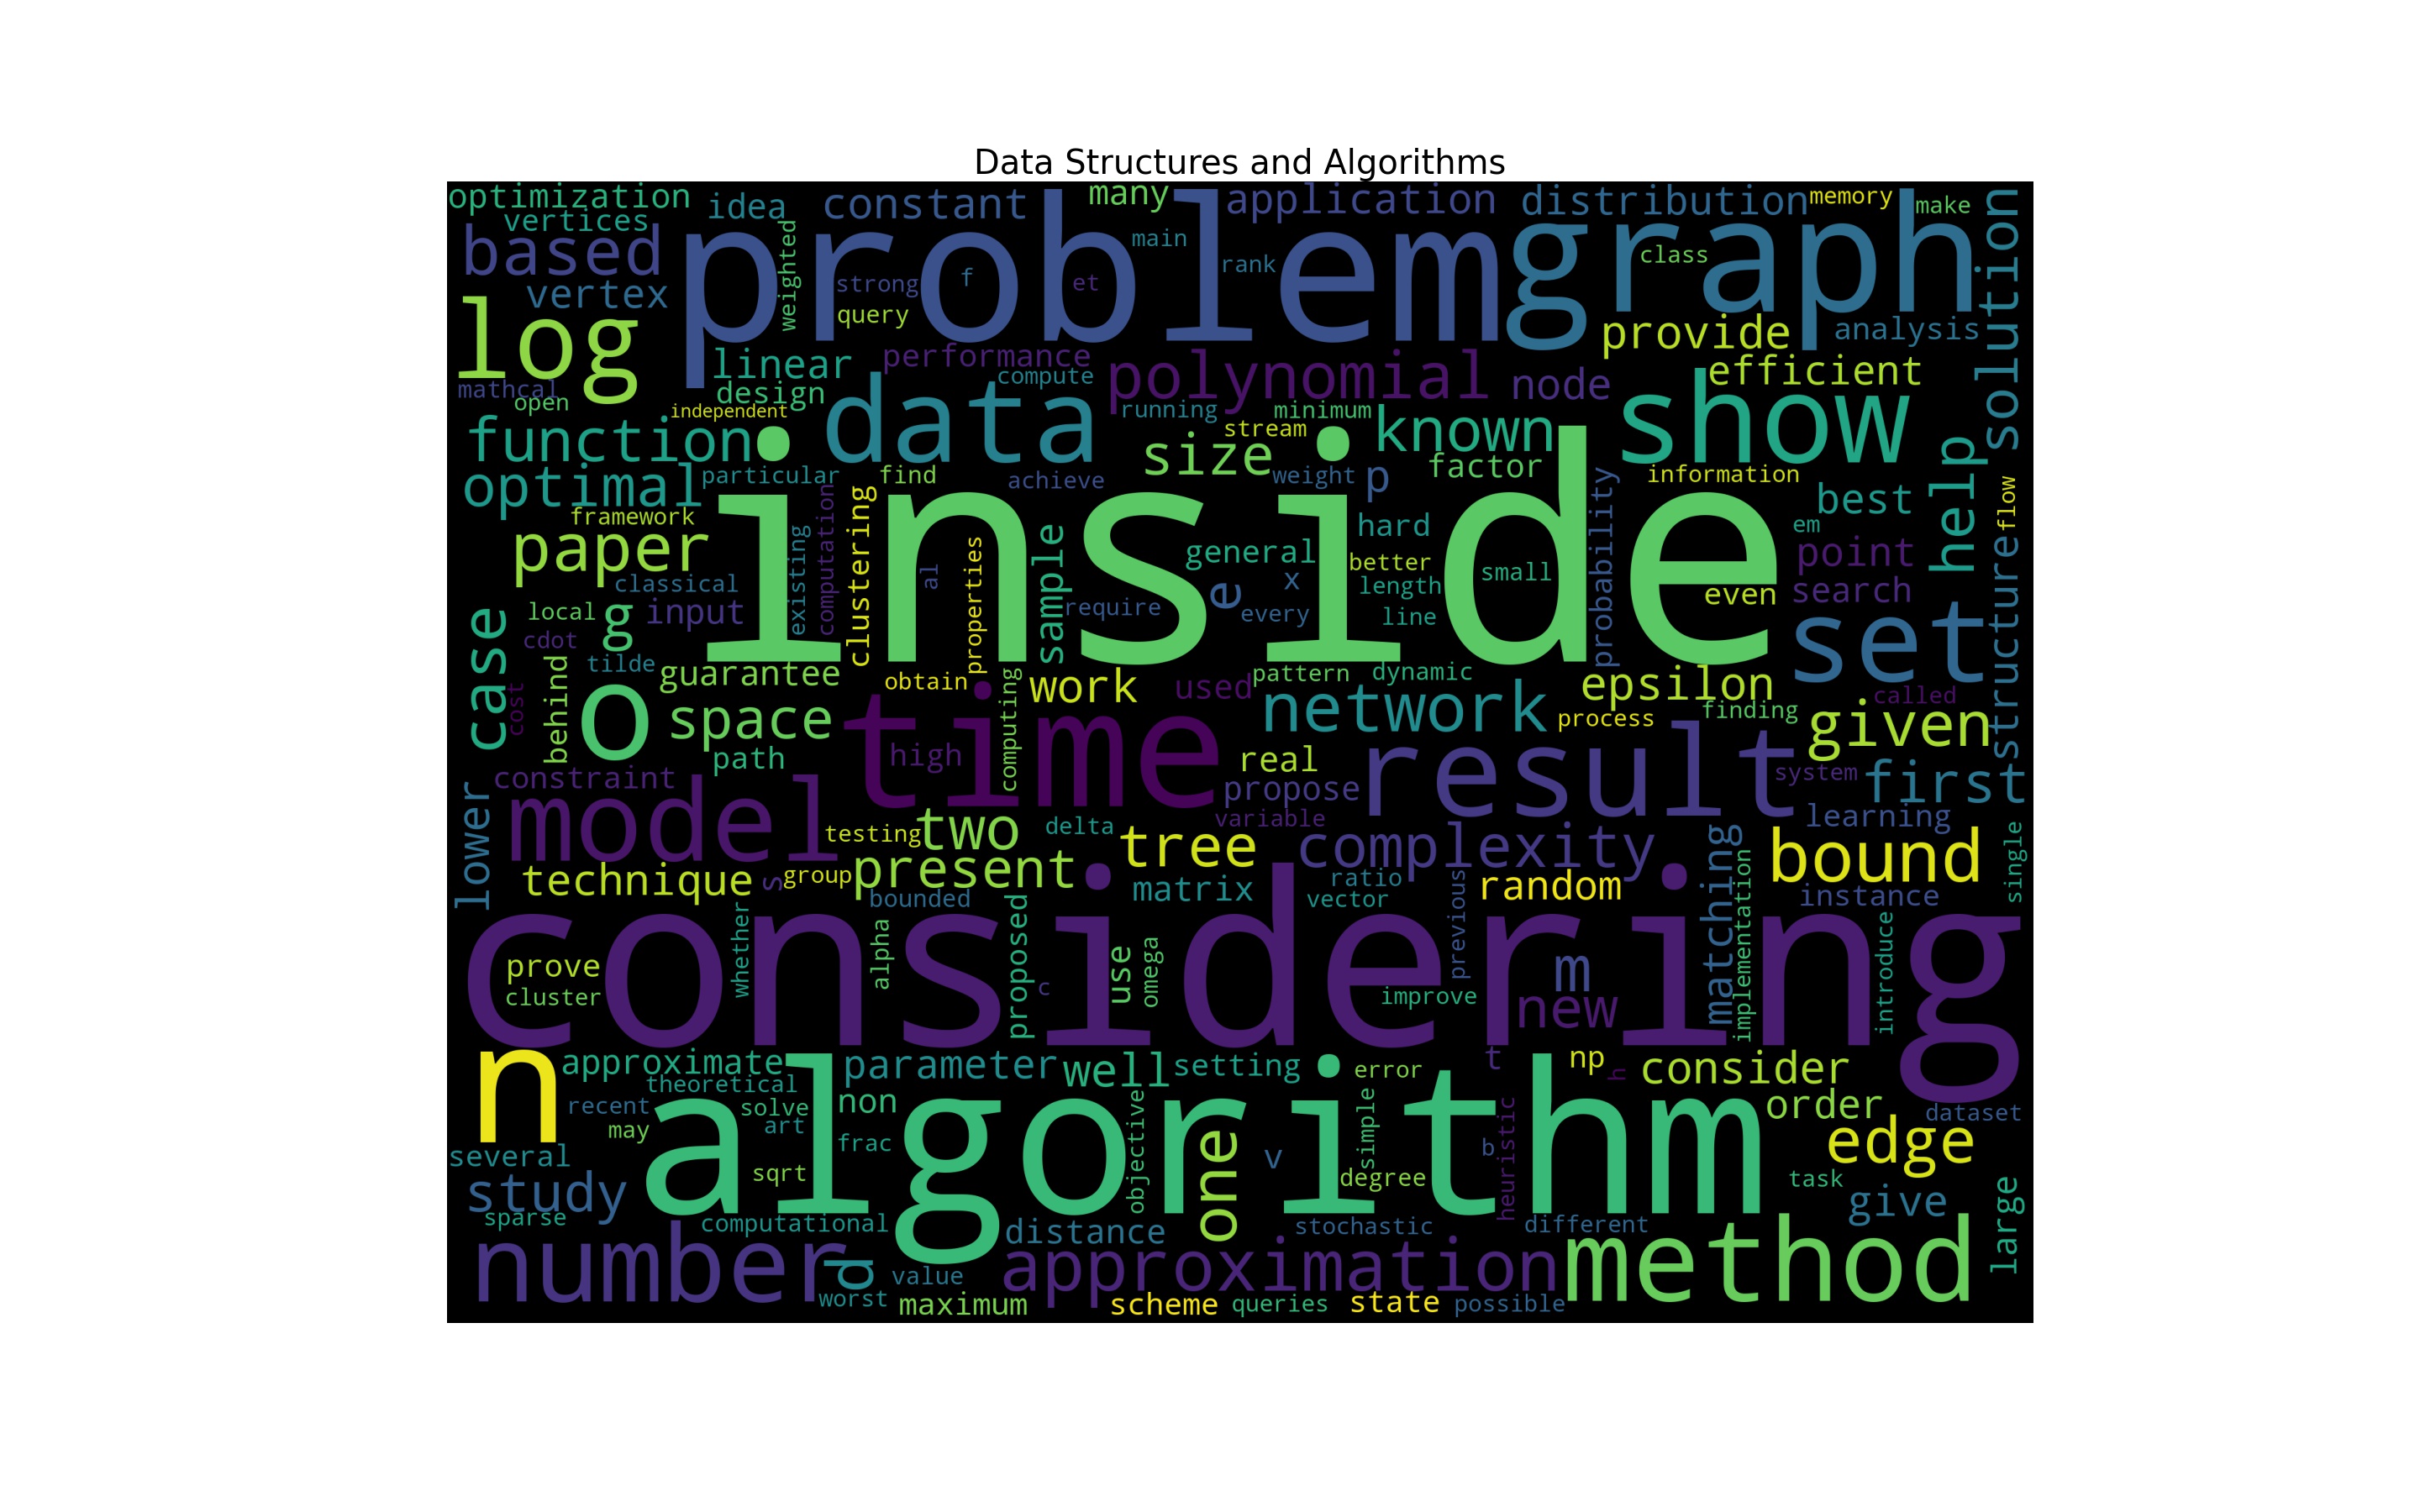 Data Structures and Algorithms
optimization idea constant many application distribution memory make
vertices
based problem graph solution
weighted main class
vertex strong f et rank
log query provide analysis
linear performance polynomial node efficient
mathcal design compute
open independent data running minimum show
function size stream known
optimal particular find achieve weight p factor information best help flow
framework inside
paper clustering sample hard probability em point
classical existing computation al properties general x better length small even search structure
case local g input require e every line set
cdot
tilde guarantee obtain work used pattern dynamic epsilon called
cost behind o space time computing network process finding given
path high real result
constraint propose system first
lower model variable learning
testing two delta tree complexity matching bound single
technique s group present matrix ratio random implementation
bounded vector instance
considering
whether alpha proposed use omega previous introduce
prove
cluster c improve m new
n approximate parameter well setting error t np h consider
theoretical
recent solve non algorithm simple order dataset
may art frac objective one v b heuristic edge
several sqrt degree task
study give large
sparse computational distance stochastic different
number d value approximation method
worst maximum scheme queries state possible